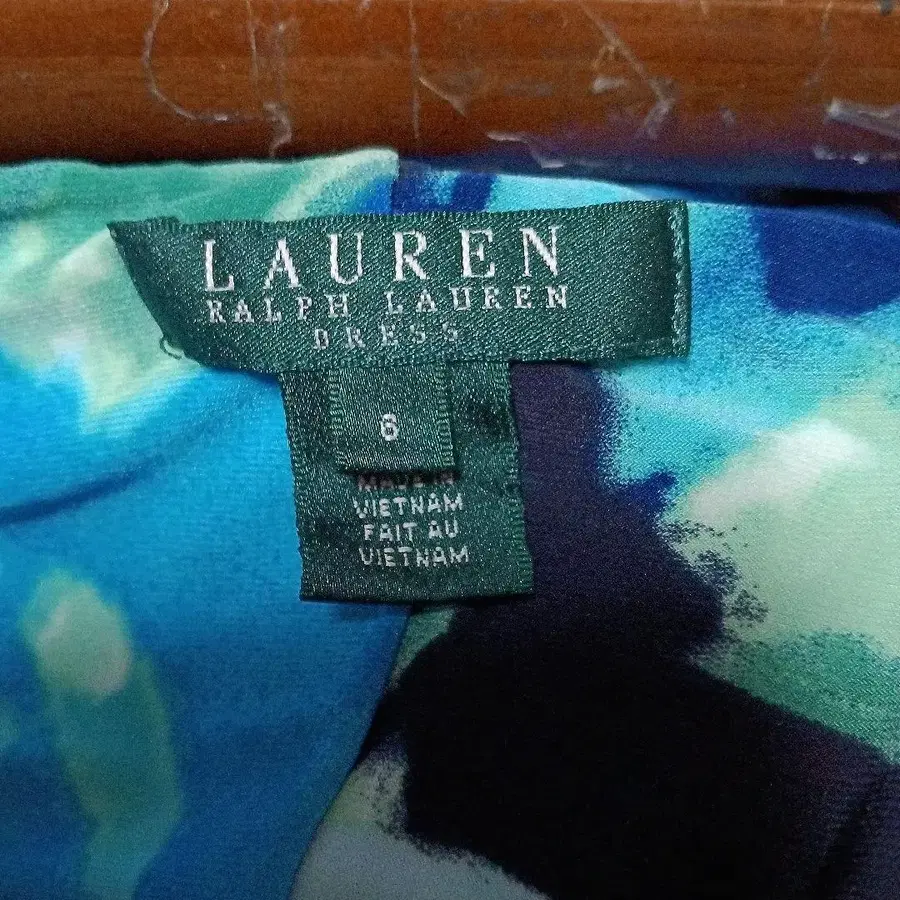 LAUREN
RALPH LAUREN
DRESS
6
MADE IN
VIETNAM
FAIT AU
VIETNAM